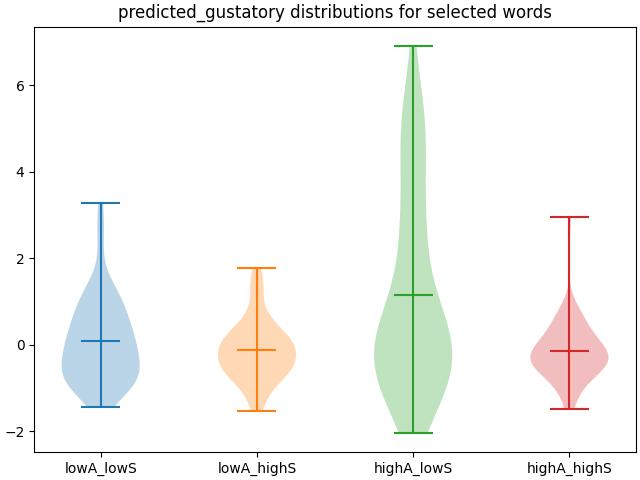 predicted_gustatory distributions for selected words
6
4
2
0
−2
lowA_lowS lowA_highS highA_lowS highA_highS